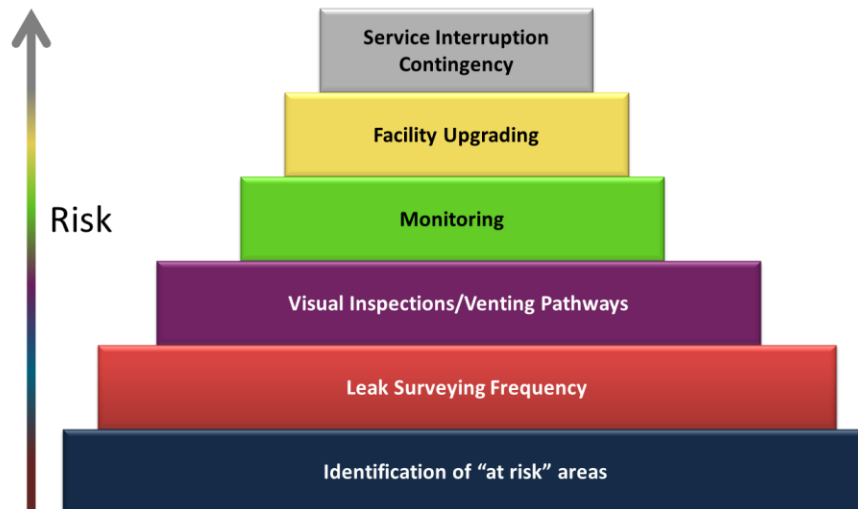 Service Interruption
Contingency
Facility Upgrading
Risk
Monitoring
Visual Inspections/Venting Pathways
Leak Surveying Frequency
Identification of “at risk” areas